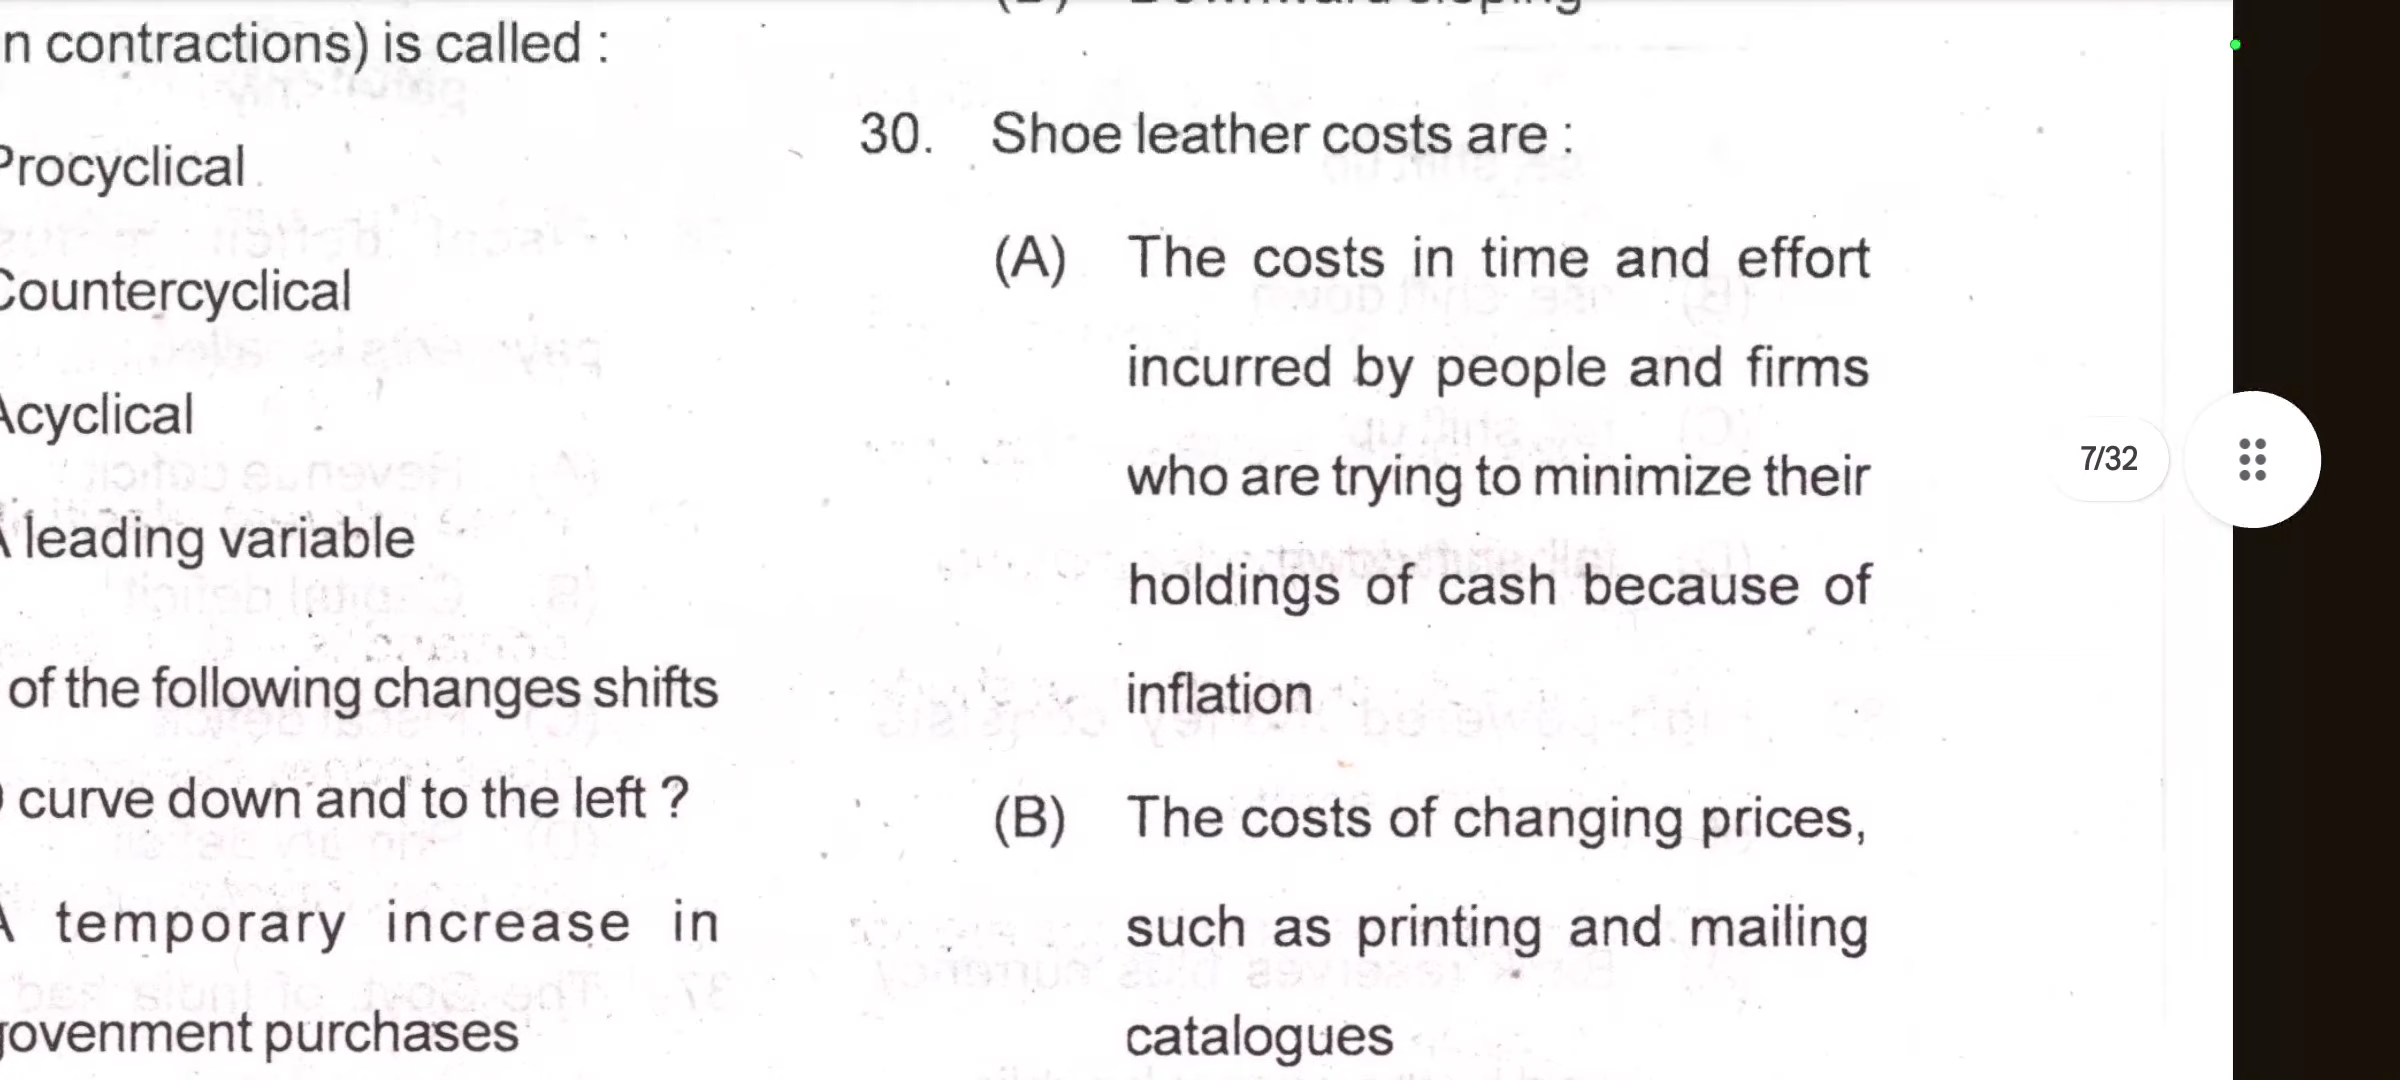 n contractions) is called :
Procyclical
Countercyclical
Acyclical
A leading variable
of the following changes shifts
curve down and to the left ?
A temporary increase in
govenment purchases
30. Shoe leather costs are :
(A) The costs in time and effort
incurred by people and firms
who are trying to minimize their
holdings of cash because of
inflation
(B) The costs of changing prices,
such as printing and mailing
catalogues
7/32